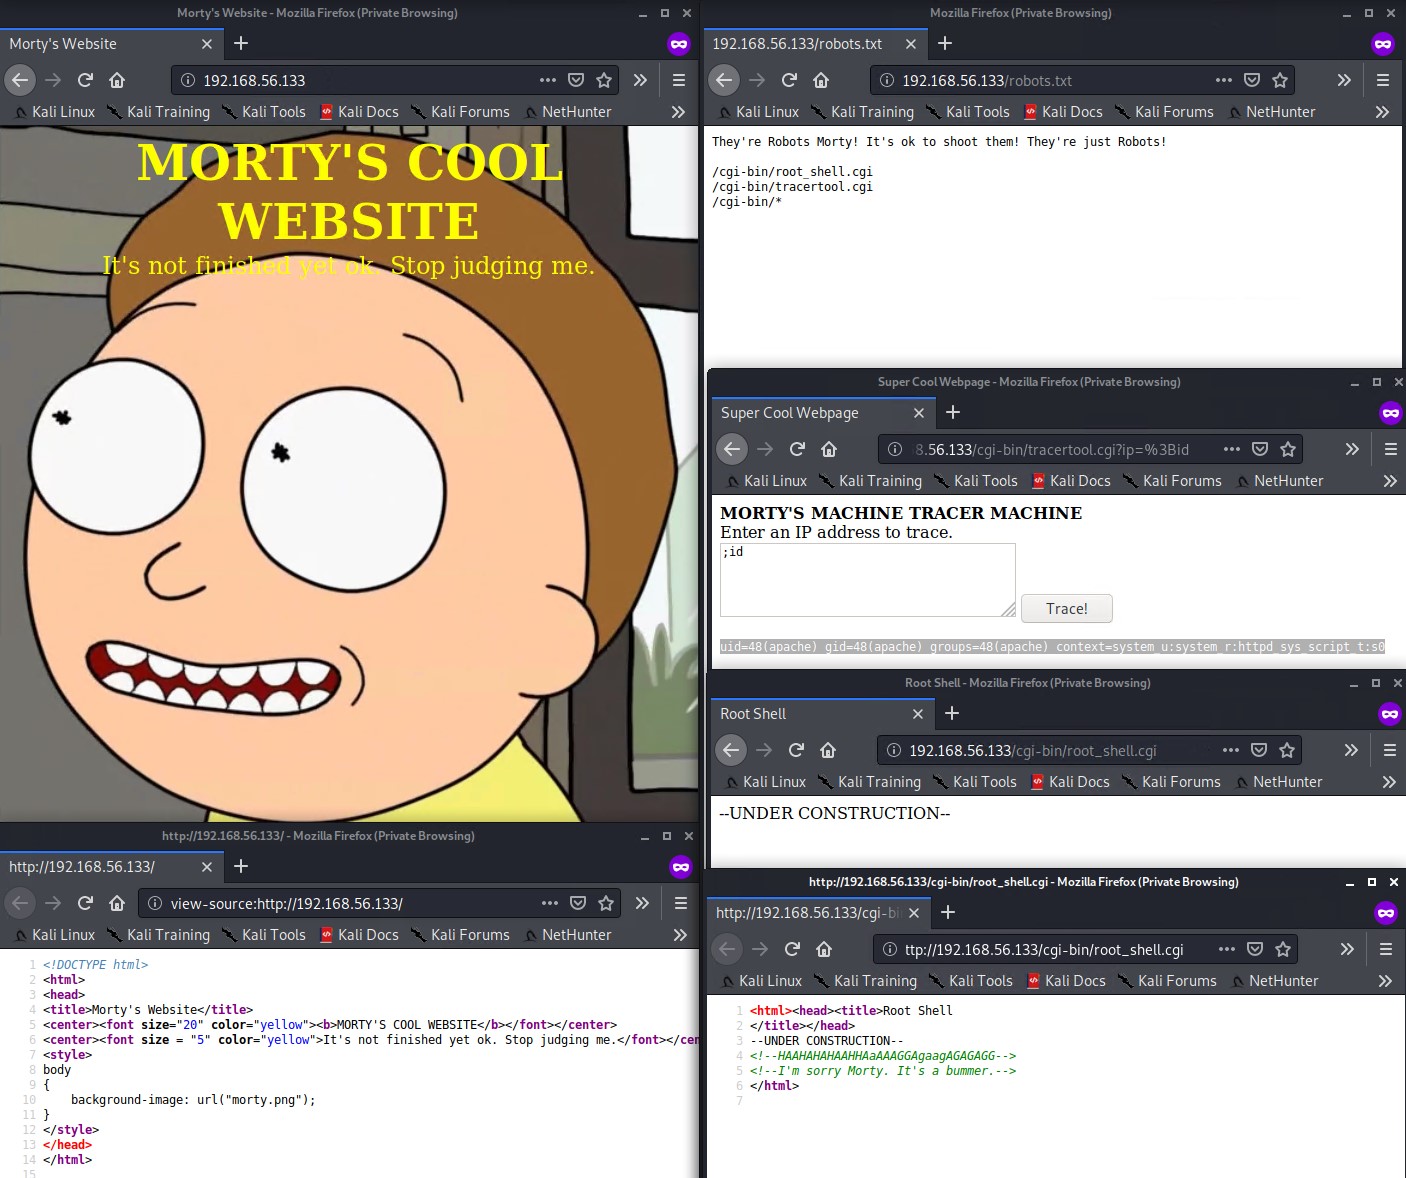 Morty's Website - Mozilla Firefox (Private Browsing)
Morty's Website
192.168.56.133
Kali Linux Kali Training Kali Tools Kali Docs Kali Forums NetHunter
MORTY'S COOL
WEBSITE
It's not finished yet ok. Stop judging me.
http://192.168.56.133/ - Mozilla Firefox (Private Browsing)
http://192.168.56.133/
view-source:http://192.168.56.133/
Kali Linux Kali Training Kali Tools Kali Docs Kali Forums NetHunter
1 <!DOCTYPE html>
2 <html>
3 <head>
4 <title>Morty's Website</title>
5 <center><font size="20" color="yellow"><b>MORTY'S COOL WEBSITE</b></font></center>
6 <center><font size = "5" color="yellow">It's not finished yet ok. Stop judging me.</font></cen
7 <style>
8 body
9 {
10     background-image: url("morty.png");
11 }
12 </style>
13 </head>
14 </html>
15
Mozilla Firefox (Private Browsing)
192.168.56.133/robots.txt
192.168.56.133/robots.txt
Kali Linux Kali Training Kali Tools Kali Docs Kali Forums NetHunter
They're Robots Morty! It's ok to shoot them! They're just Robots!
/cgi-bin/root_shell.cgi
/cgi-bin/tracertool.cgi
/cgi-bin/*
Super Cool Webpage - Mozilla Firefox (Private Browsing)
Super Cool Webpage
8.56.133/cgi-bin/tracertool.cgi?ip=%3Bid
Kali Linux Kali Training Kali Tools Kali Docs Kali Forums NetHunter
MORTY'S MACHINE TRACER MACHINE
Enter an IP address to trace.
;id
Trace!
uid=48(apache) gid=48(apache) groups=48(apache) context=system_u:system_r:httpd_sys_script_t:s0
Root Shell - Mozilla Firefox (Private Browsing)
Root Shell
192.168.56.133/cgi-bin/root_shell.cgi
Kali Linux Kali Training Kali Tools Kali Docs Kali Forums NetHunter
--UNDER CONSTRUCTION--
http://192.168.56.133/cgi-bin/root_shell.cgi - Mozilla Firefox (Private Browsing)
http://192.168.56.133/cgi-bi
ttp://192.168.56.133/cgi-bin/root_shell.cgi
Kali Linux Kali Training Kali Tools Kali Docs Kali Forums NetHunter
1 <html><head><title>Root Shell
2 </title></head>
3 --UNDER CONSTRUCTION--
4 <!--HAAHAHAHAAHHAaAAAGGAgaagAGAGAGG-->
5 <!--I'm sorry Morty. It's a bummer.-->
6 </html>
7